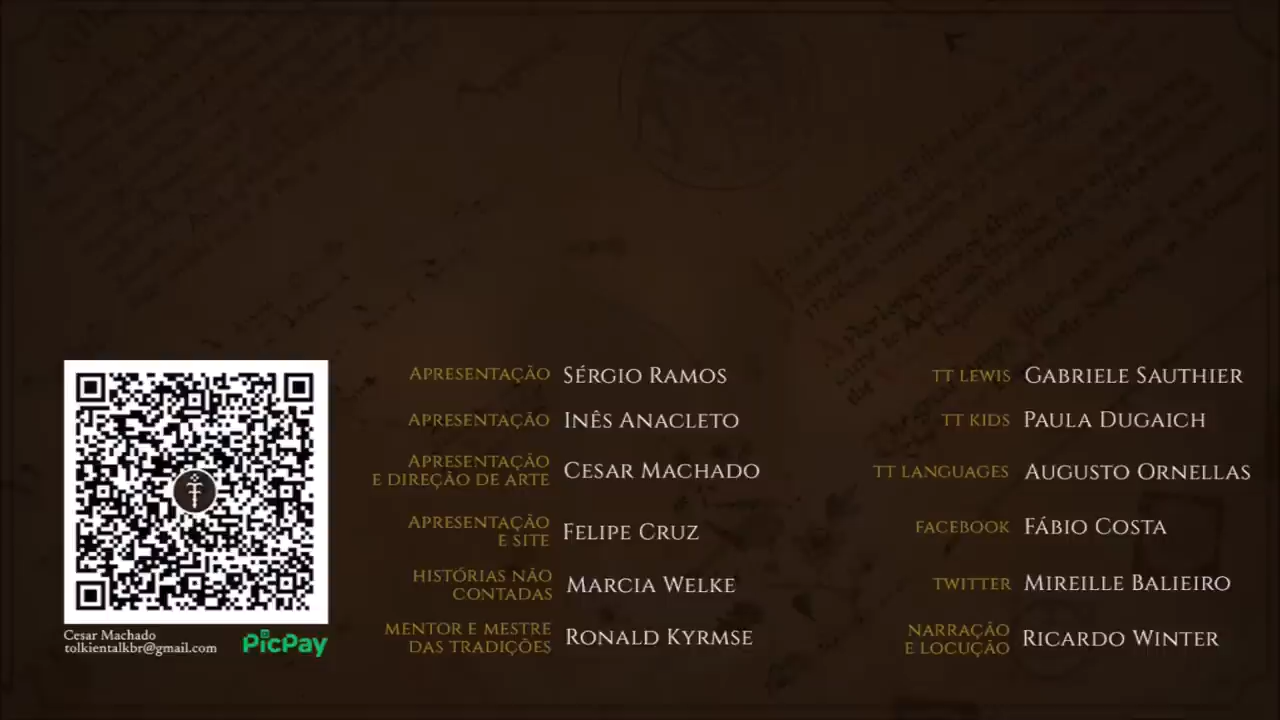 APRESENTAÇÃO SÉRGIO RAMOS
APRESENTAÇÃO INÊS ANACLETO
APRESENTAÇÃO
E DIREÇÃO DE ARTE CESAR MACHADO
APRESENTAÇÃO
E SITE FELIPE CRUZ
HISTÓRIAS NÃO
CONTADAS MARCIA WELKE
MENTOR E MESTRE
DAS TRADIÇÕES RONALD KYRMSE
TT LEWIS GABRIELE SAUTHIER
TT KIDS PAULA DUGAICH
TT LANGUAGES AUGUSTO ORNELLAS
FACEBOOK FÁBIO COSTA
TWITTER MIREILLE BALIEIRO
NARRAÇÃO
E LOCUÇÃO RICARDO WINTER
Cesar Machado
tolkientalkbr@gmail.com
PicPay